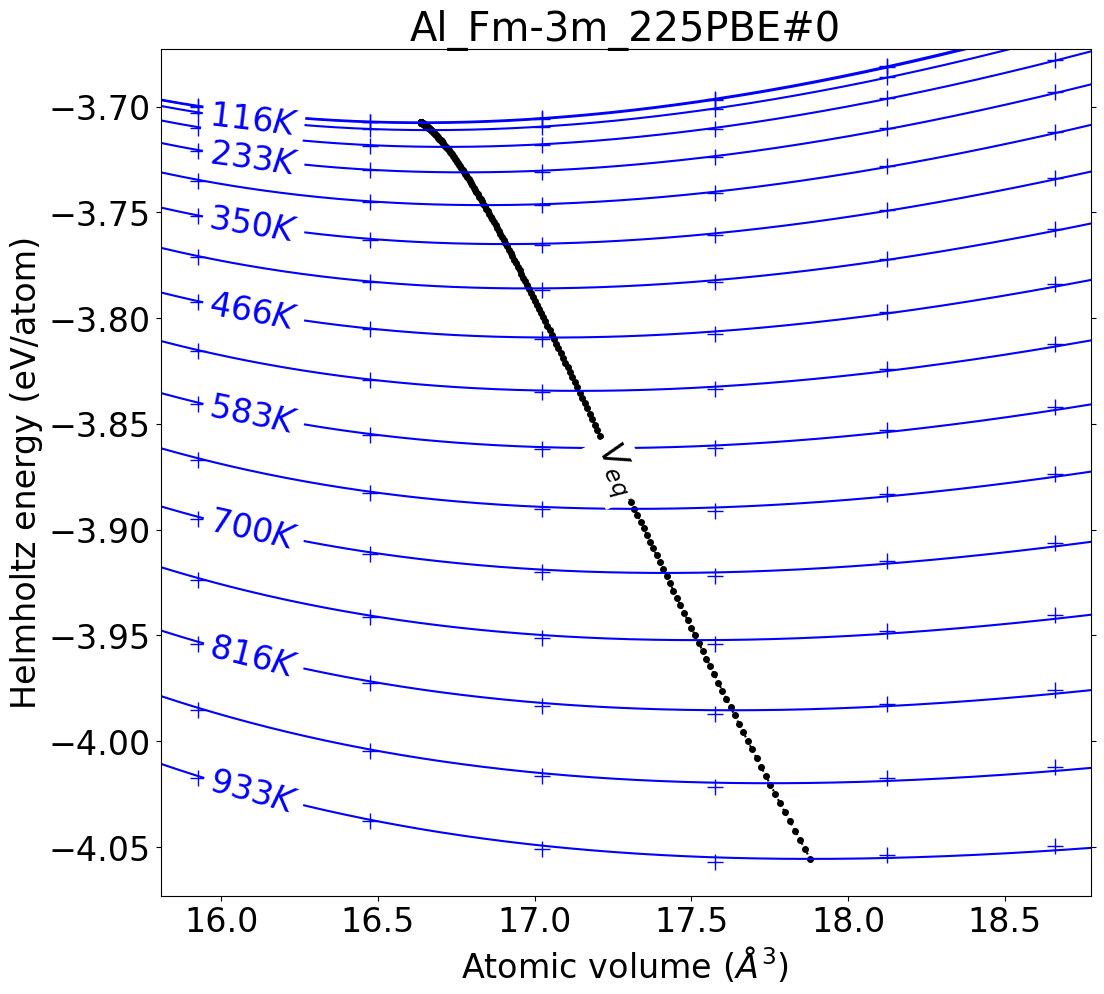 Al_Fm-3m_225PBE#0
Helmholtz energy (eV/atom)
−3.70
−3.75
−3.80
−3.85
−3.90
−3.95
−4.00
−4.05
116K
233K
350K
466K
583K
700K
816K
933K
Veq
16.0 16.5 17.0 17.5 18.0 18.5
Atomic volume (Å³)